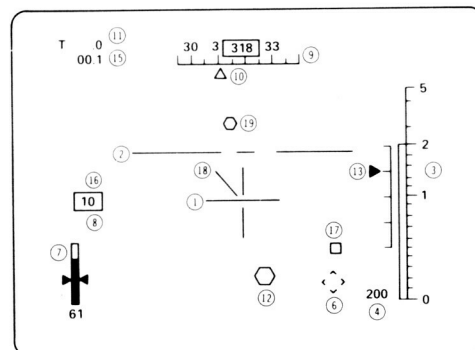 T 0 ⑪
00.1 ⑮
30 3 318 33 ⑨
⑩
5
⑲
② 2
⑱ ⑬ ③
⑯
10 ① 1
⑧
⑰
⑦
⑫ ⑥ 200 0
61 ④